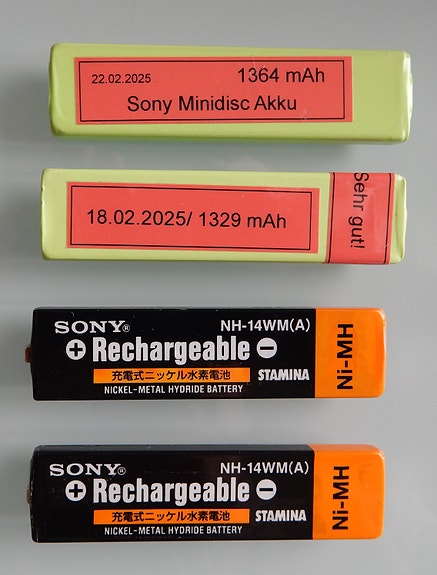 22.02.2025 1364 mAh
Sony Minidisc Akku
18.02.2025/ 1329 mAh
Sehr gut!
SONY® NH-14WM(A)
+ Rechargeable -
充電式ニッケル水素電池 STAMINA
NICKEL-METAL HYDRIDE BATTERY
Ni-MH
SONY® NH-14WM(A)
+ Rechargeable -
充電式ニッケル水素電池 STAMINA
NICKEL-METAL HYDRIDE BATTERY
Ni-MH